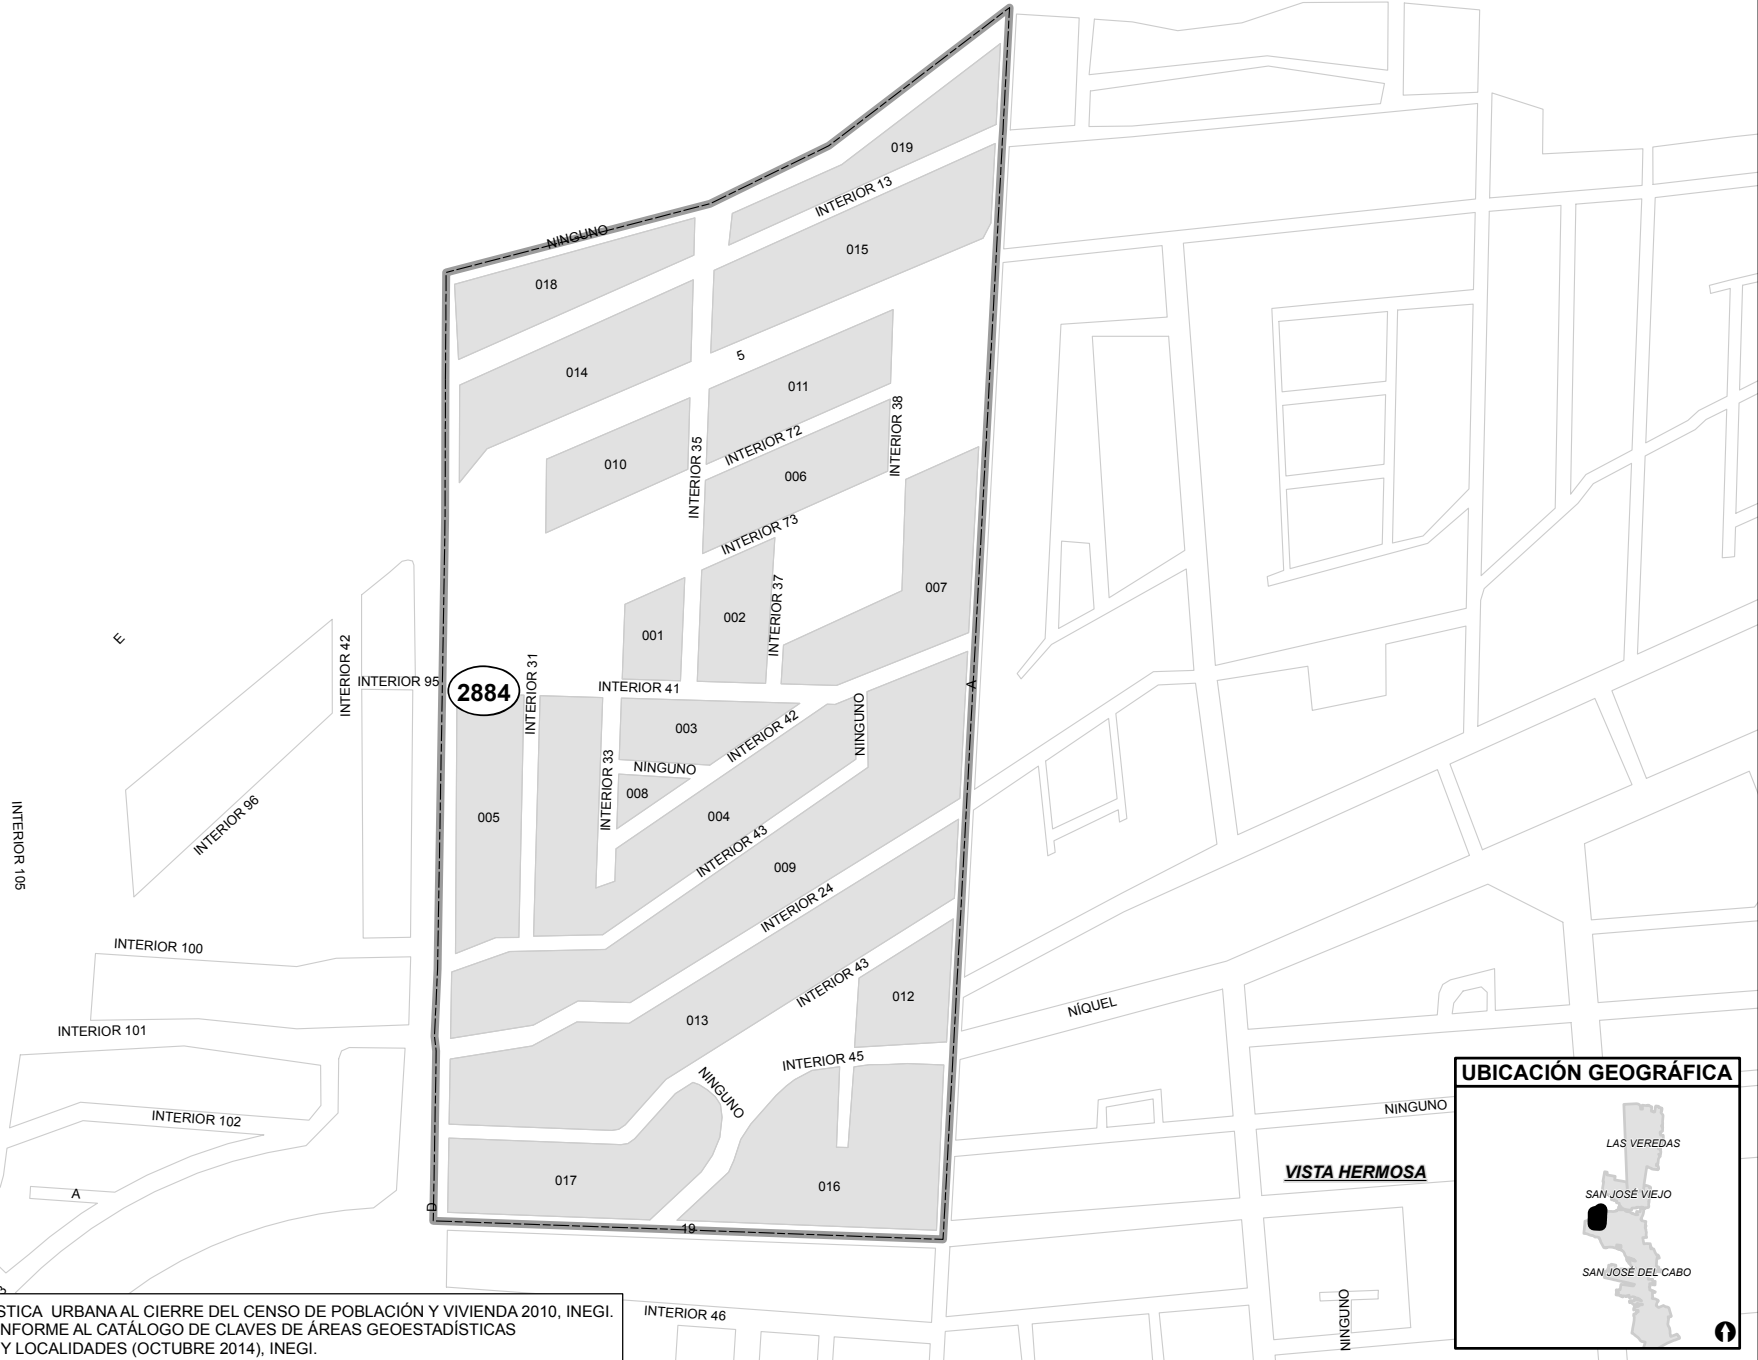 019
INTERIOR 13
NINGUNO
015
018
5
014
011
INTERIOR 38
INTERIOR 72
INTERIOR 35
010
006
INTERIOR 73
007
INTERIOR 37
002
001
E
INTERIOR 42
INTERIOR 95
2884
INTERIOR 31
INTERIOR 41
A
003
INTERIOR 42
NINGUNO
NINGUNO
INTERIOR 33
008
004
005
INTERIOR 96
INTERIOR 105
INTERIOR 43
009
INTERIOR 24
INTERIOR 100
INTERIOR 43
012
NÍQUEL
013
INTERIOR 101
INTERIOR 45
NINGUNO
INTERIOR 102
NINGUNO
017
016
A
D
19
VISTA HERMOSA
INTERIOR 46
NINGUNO
UBICACIÓN GEOGRÁFICA
LAS VEREDAS
SAN JOSÉ VIEJO
SAN JOSÉ DEL CABO
STICA URBANA AL CIERRE DEL CENSO DE POBLACIÓN Y VIVIENDA 2010, INEGI.
NFORME AL CATÁLOGO DE CLAVES DE ÁREAS GEOESTADÍSTICAS
Y LOCALIDADES (OCTUBRE 2014), INEGI.